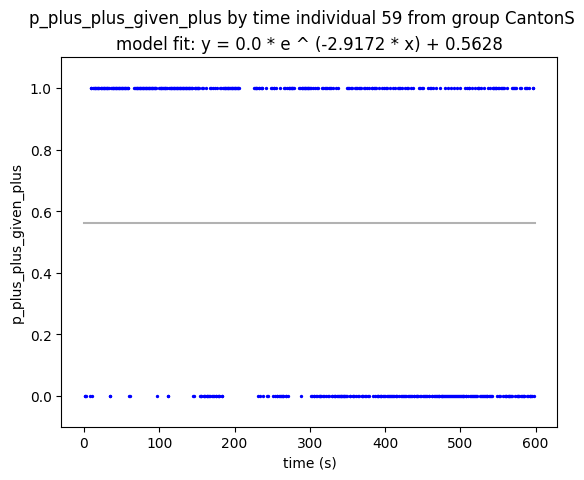 p_plus_plus_given_plus by time individual 59 from group CantonS
model fit: y = 0.0 * e ^ (-2.9172 * x) + 0.5628
1.0
0.8
0.6
0.4
0.2
0.0
p_plus_plus_given_plus
0 100 200 300 400 500 600
time (s)